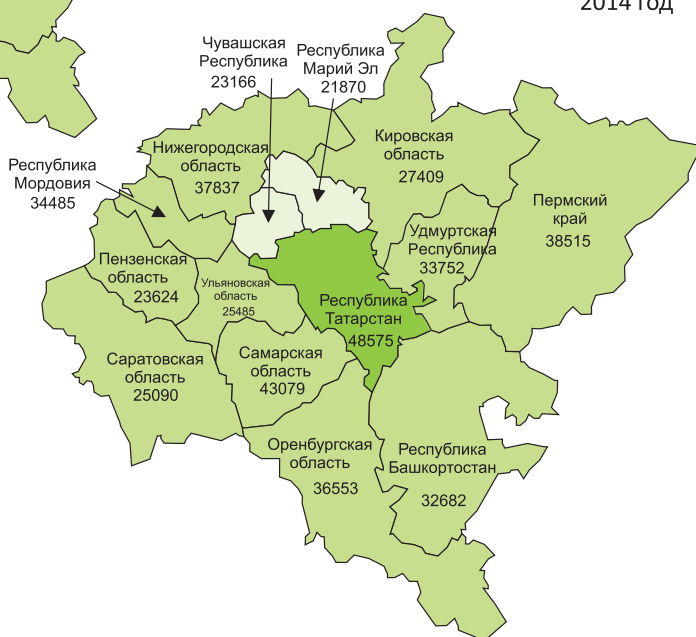 2014 год
Чувашская
Республика
23166
Республика
Марий Эл
21870
Нижегородская
область
37837
Кировская
область
27409
Республика
Мордовия
34485
Пермский
край
38515
Удмуртская
Республика
33752
Пензенская
область
23624
Ульяновская
область
25485
Республика
Татарстан
48575
Саратовская
область
25090
Самарская
область
43079
Оренбургская
область
36553
Республика
Башкортостан
32682